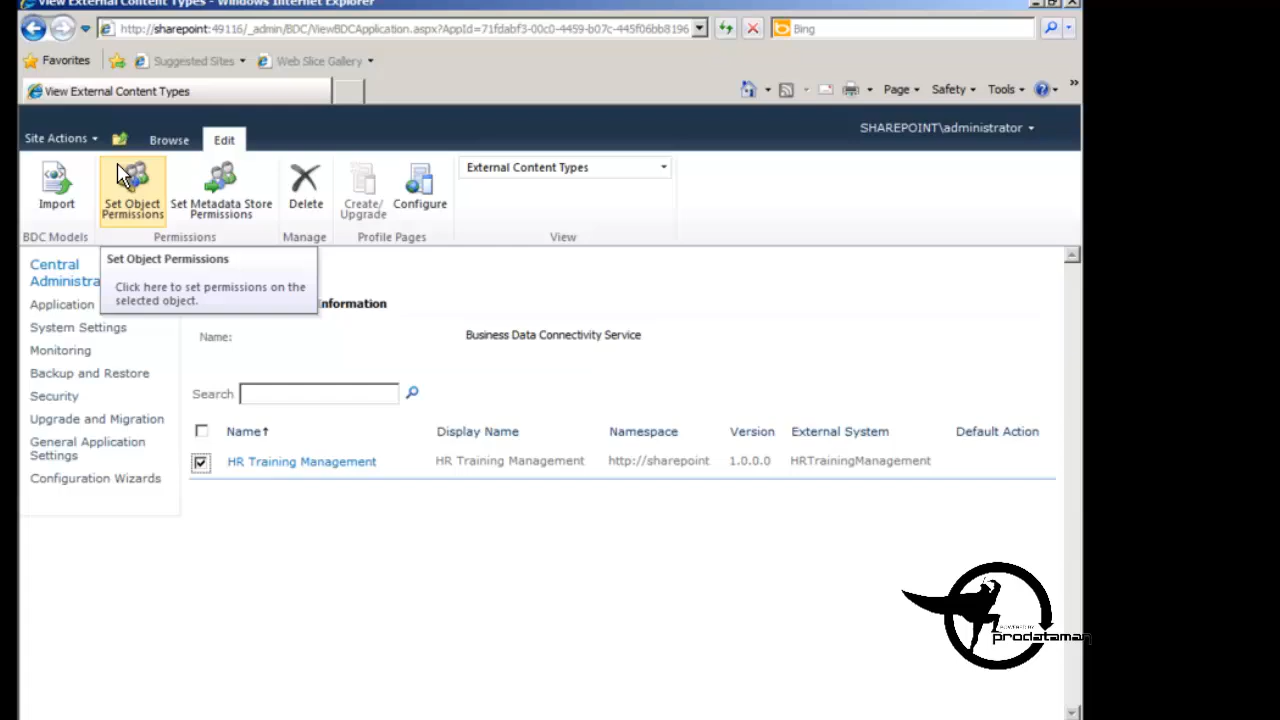 View External Content Types - Windows Internet Explorer
http://sharepoint:49116/_admin/BDC/ViewBDCApplication.aspx?AppId=71fdabf3-00c0-4459-b07c-445f06bb8196
Bing
Favorites
Suggested Sites
Web Slice Gallery
View External Content Types
Page
Safety
Tools
Site Actions
Browse
Edit
SHAREPOINT\administrator
Import
Set Object
Permissions
Set Metadata Store
Permissions
Delete
Create/
Upgrade
Configure
External Content Types
BDC Models
Permissions
Manage
Profile Pages
View
Set Object Permissions
Click here to set permissions on the
selected object.
Central
Administra
Application
System Settings
Monitoring
Backup and Restore
Security
Upgrade and Migration
General Application
Settings
Configuration Wizards
nformation
Name:
Business Data Connectivity Service
Search
Name↑
Display Name
Namespace
Version
External System
Default Action
HR Training Management
HR Training Management
http://sharepoint
1.0.0.0
HRTrainingManagement
POWERED BY
prodataman